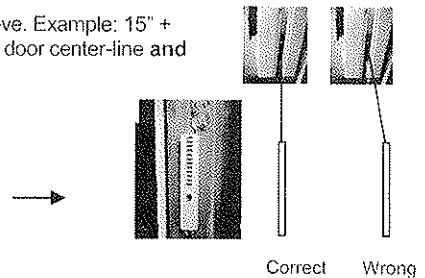 ve. Example: 15" +
door center-line and
Correct Wrong